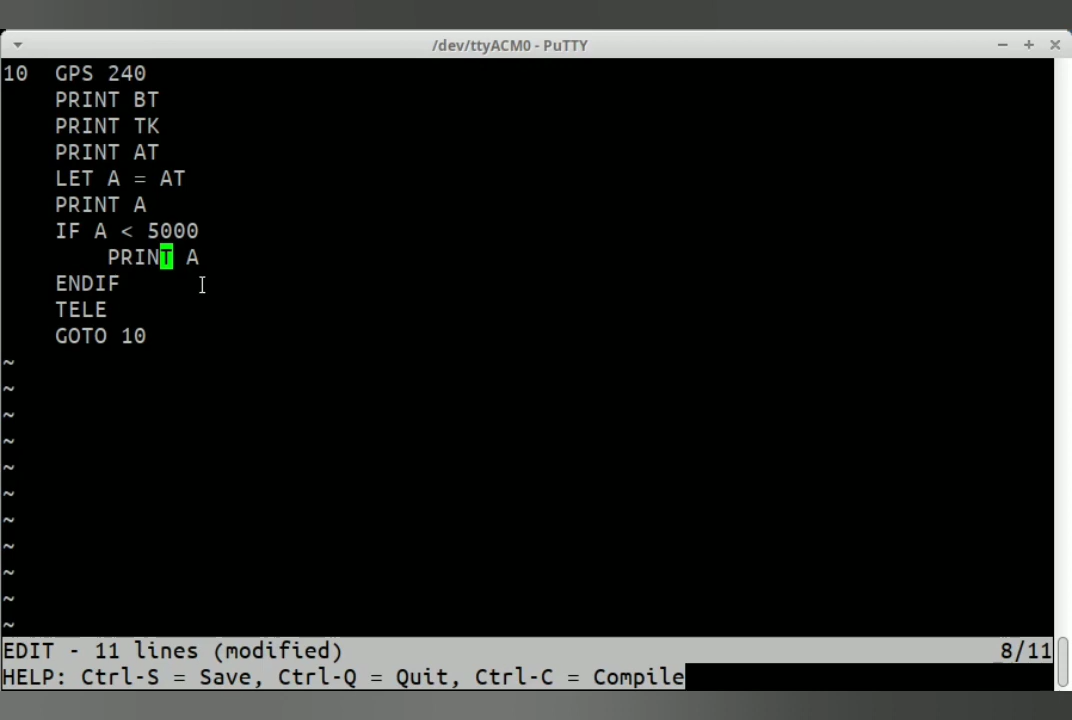 /dev/ttyACM0 - PuTTY
10 GPS 240
PRINT BT
PRINT TK
PRINT AT
LET A = AT
PRINT A
IF A < 5000
PRINT A
ENDIF
TELE
GOTO 10
~
~
~
~
~
~
~
~
~
~
~
EDIT - 11 lines (modified) 8/11
HELP: Ctrl-S = Save, Ctrl-Q = Quit, Ctrl-C = Compile